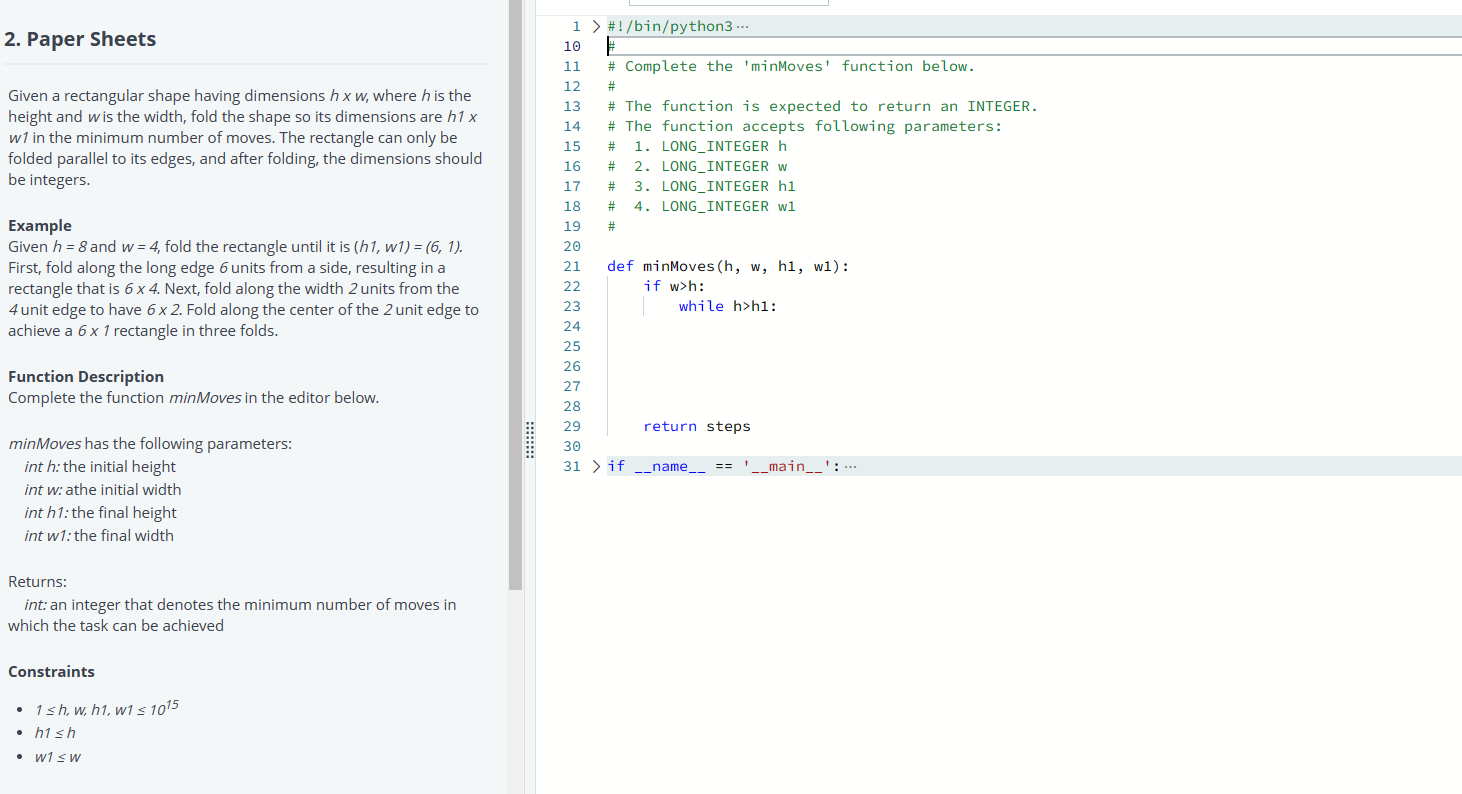 2. Paper Sheets
Given a rectangular shape having dimensions h x w, where h is the
height and w is the width, fold the shape so its dimensions are h1 x
w1 in the minimum number of moves. The rectangle can only be
folded parallel to its edges, and after folding, the dimensions should
be integers.
Example
Given h = 8 and w = 4, fold the rectangle until it is (h1, w1) = (6, 1).
First, fold along the long edge 6 units from a side, resulting in a
rectangle that is 6 x 4. Next, fold along the width 2 units from the
4 unit edge to have 6 x 2. Fold along the center of the 2 unit edge to
achieve a 6 x 1 rectangle in three folds.
Function Description
Complete the function minMoves in the editor below.
minMoves has the following parameters:
int h: the initial height
int w: athe initial width
int h1: the final height
int w1: the final width
Returns:
int: an integer that denotes the minimum number of moves in
which the task can be achieved
Constraints
• 1 ≤ h, w, h1, w1 ≤ 10^15
• h1 ≤ h
• w1 ≤ w
1 > #!/bin/python3 ···
10 #
11 # Complete the 'minMoves' function below.
12 #
13 # The function is expected to return an INTEGER.
14 # The function accepts following parameters:
15 #  1. LONG_INTEGER h
16 #  2. LONG_INTEGER w
17 #  3. LONG_INTEGER h1
18 #  4. LONG_INTEGER w1
19 #
20
21 def minMoves(h, w, h1, w1):
22     if w>h:
23         while h>h1:
24
25
26
27
28
29     return steps
30
31 > if __name__ == '__main__': ···